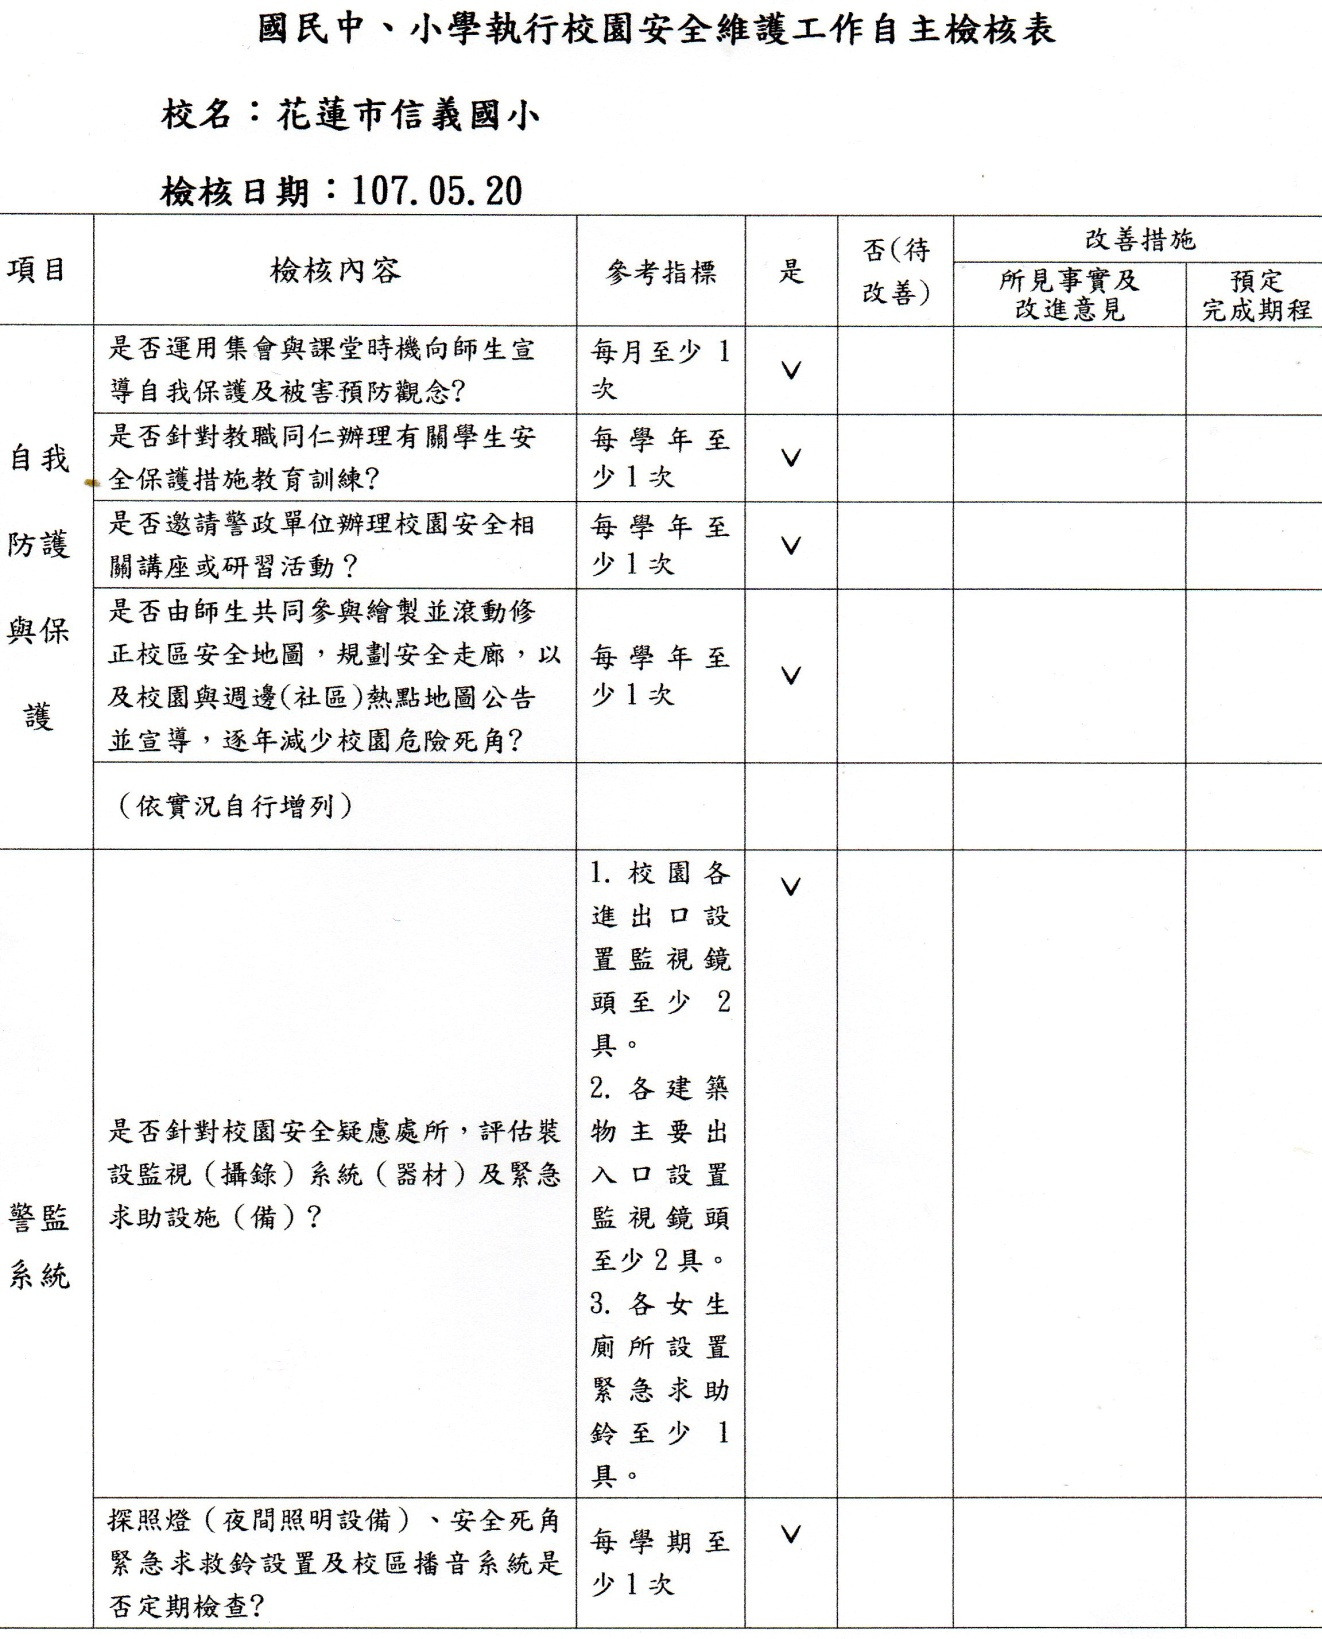 國民中、小學執行校園安全維護工作自主檢核表
校名：花蓮市信義國小
檢核日期：107.05.20
項目
檢核內容
參考指標
是
否(待
改善)
改善措施
所見事實及
改進意見
預定
完成期程
自我
防護
與保
護
是否運用集會與課堂時機向師生宣
導自我保護及被害預防觀念?
每月至少 1
次
V
是否針對教職同仁辦理有關學生安
全保護措施教育訓練?
每學年至
少1次
V
是否邀請警政單位辦理校園安全相
關講座或研習活動？
每學年至
少1次
V
是否由師生共同參與繪製並滾動修
正校區安全地圖，規劃安全走廊，以
及校園與週邊(社區)熱點地圖公告
並宣導，逐年減少校園危險死角?
每學年至
少1次
V
（依實況自行增列）
警監
系統
是否針對校園安全疑慮處所，評估裝
設監視（攝錄）系統（器材）及緊急
求助設施（備）？
1. 校園各
進出口設
置監視鏡
頭至少 2
具。
2. 各建築
物主要出
入口設置
監視鏡頭
至少2具。
3. 各女生
廁所設置
緊急求助
鈴至少 1
具。
V
探照燈（夜間照明設備）、安全死角
緊急求救鈴設置及校區播音系統是
否定期檢查?
每學期至
少1次
V